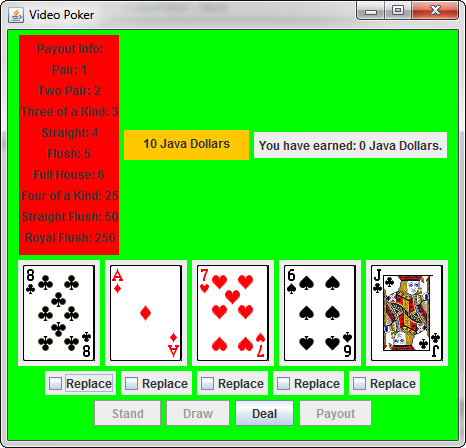 Video Poker
Payout Info:
Pair: 1
Two Pair: 2
Three of a Kind: 3
Straight: 4
Flush: 5
Full House: 6
Four of a Kind: 25
Straight Flush: 50
Royal Flush: 250
10 Java Dollars
You have earned: 0 Java Dollars.
8 A 7 6 J
8 A 7 6 J
Replace Replace Replace Replace Replace
Stand Draw Deal Payout